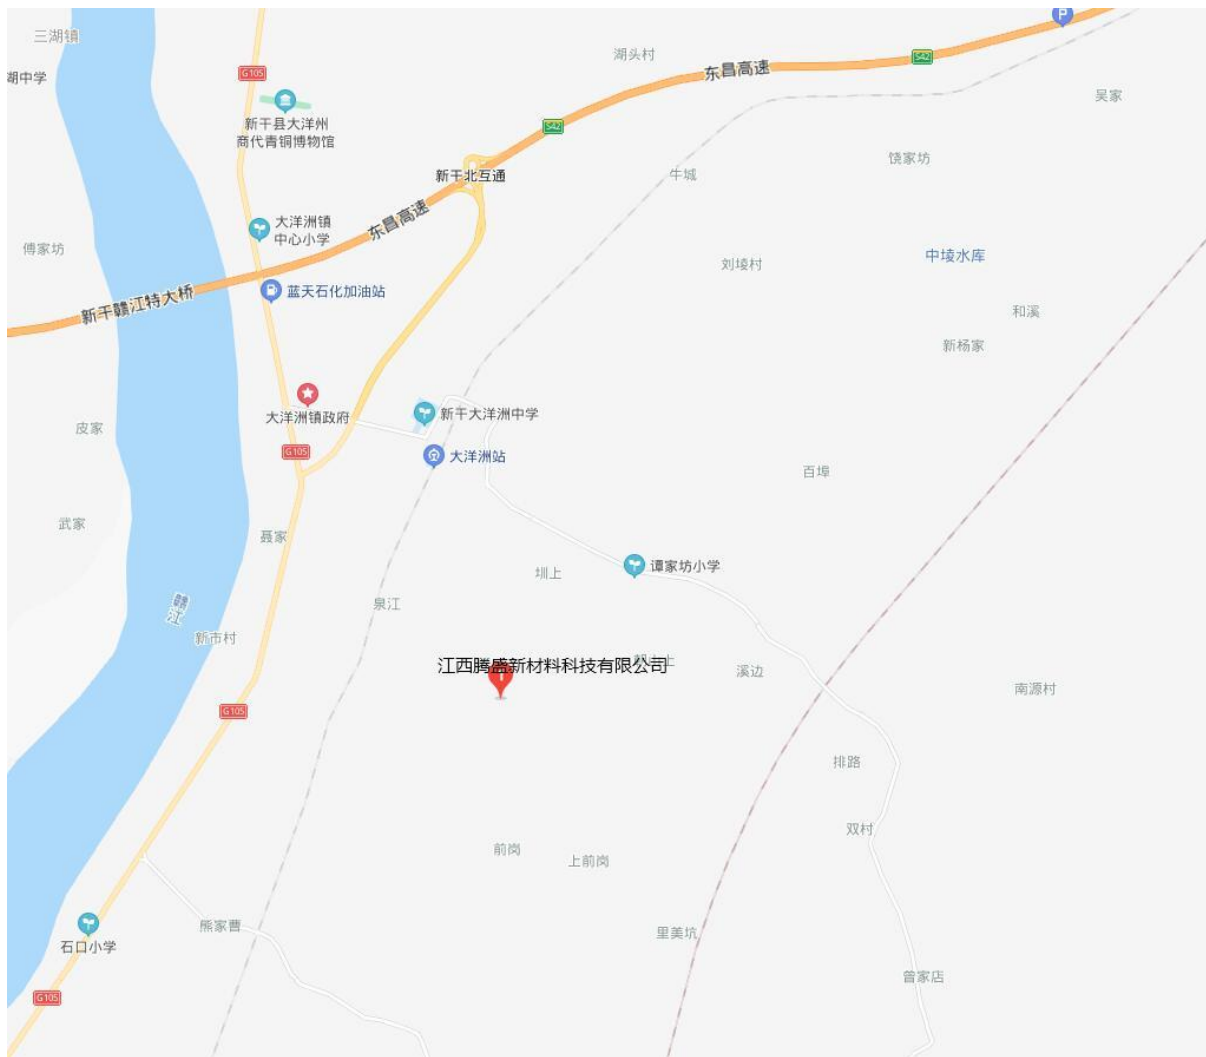 P
三湖镇
湖头村
东昌高速
S42
G105
湖中学
吴家
新干县大洋州
商代青铜博物馆
S42
饶家坊
新干北互通
牛城
大洋洲镇
中心小学
东昌高速
傅家坊
刘堎村
中堎水库
蓝天石化加油站
新干赣江特大桥
和溪
新杨家
大洋洲镇政府
新干大洋洲中学
皮家
G105
大洋洲站
百埠
武家
聂家
圳上
谭家坊小学
赣江
泉江
新市村
江西腾盛新材料科技有限公司
上
溪边
南源村
G105
排路
双村
前岗
上前岗
熊家曹
里美坑
石口小学
曾家店
G105